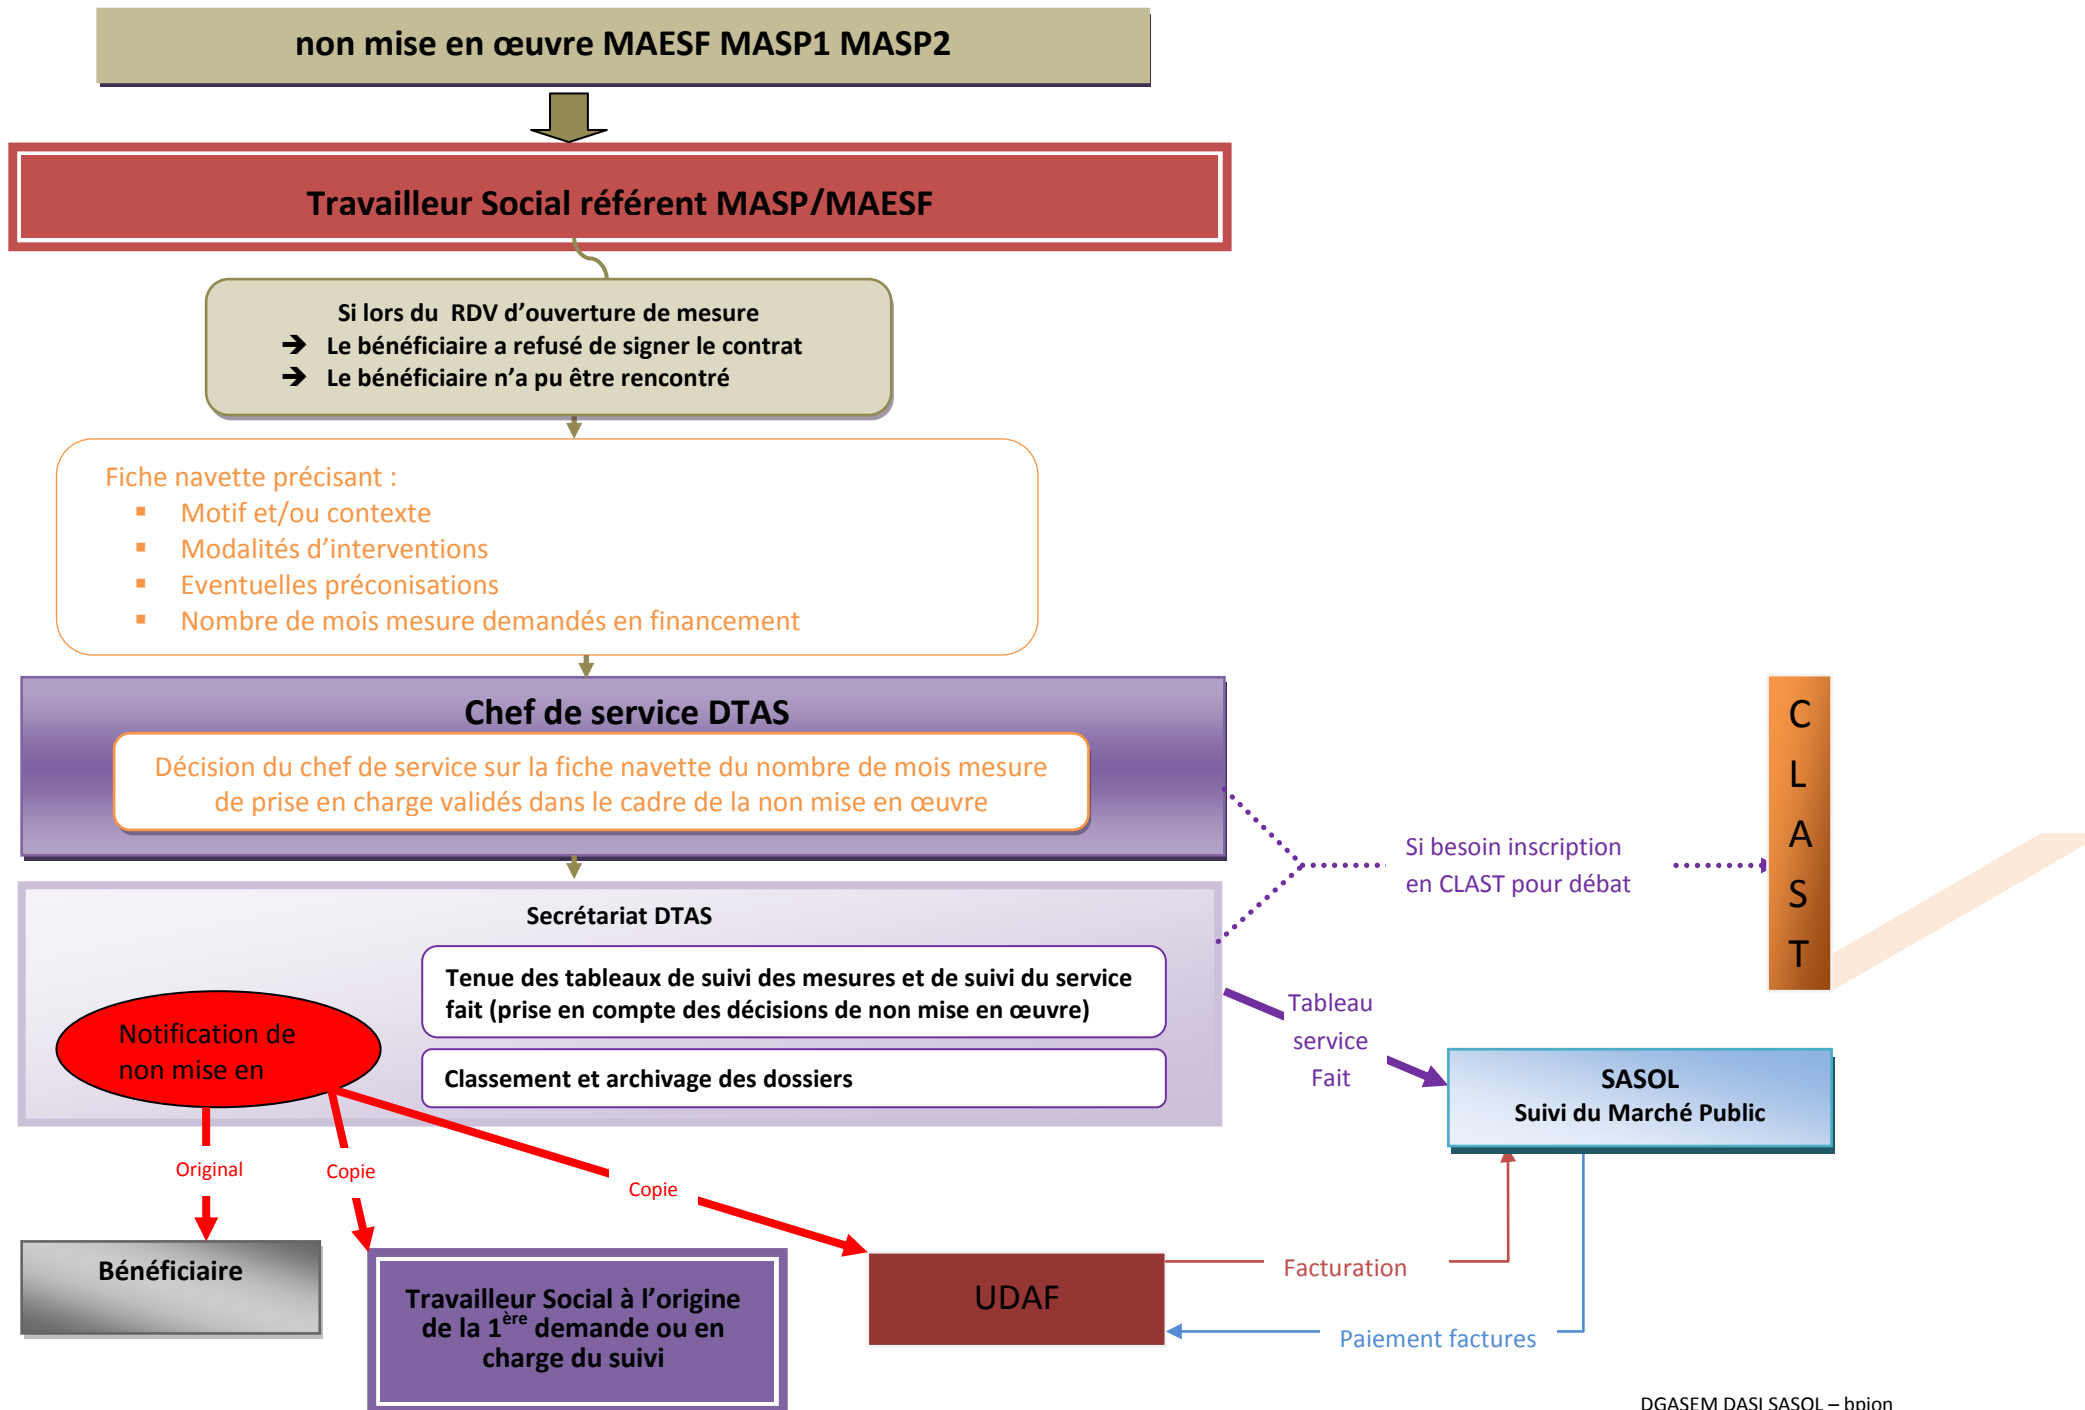 non mise en œuvre MAESF MASP1 MASP2
Travailleur Social référent MASP/MAESF
Si lors du  RDV d’ouverture de mesure
➔ Le bénéficiaire a refusé de signer le contrat
➔ Le bénéficiaire n’a pu être rencontré
Fiche navette précisant :
▪ Motif et/ou contexte
▪ Modalités d’interventions
▪ Eventuelles préconisations
▪ Nombre de mois mesure demandés en financement
Chef de service DTAS
Décision du chef de service sur la fiche navette du nombre de mois mesure
de prise en charge validés dans le cadre de la non mise en œuvre
Si besoin inscription
en CLAST pour débat
C
L
A
S
T
Secrétariat DTAS
Tenue des tableaux de suivi des mesures et de suivi du service
fait (prise en compte des décisions de non mise en œuvre)
Classement et archivage des dossiers
Notification de
non mise en
Tableau
service
Fait
SASOL
Suivi du Marché Public
Original
Copie
Copie
Bénéficiaire
Travailleur Social à l’origine
de la 1ère demande ou en
charge du suivi
UDAF
Facturation
Paiement factures
DGASEM DASI SASOL – bpion